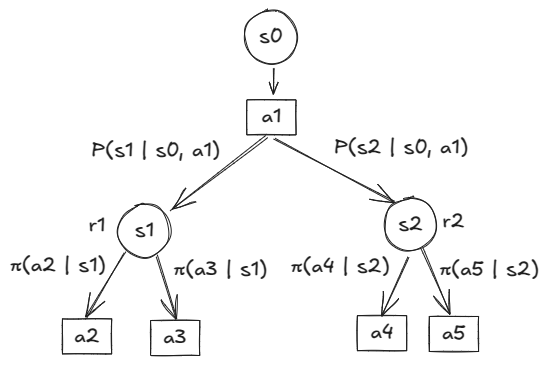 s0
a1
P(s1 | s0, a1)
P(s2 | s0, a1)
r1
s1
s2
r2
π(a2 | s1)
π(a3 | s1)
π(a4 | s2)
π(a5 | s2)
a2
a3
a4
a5